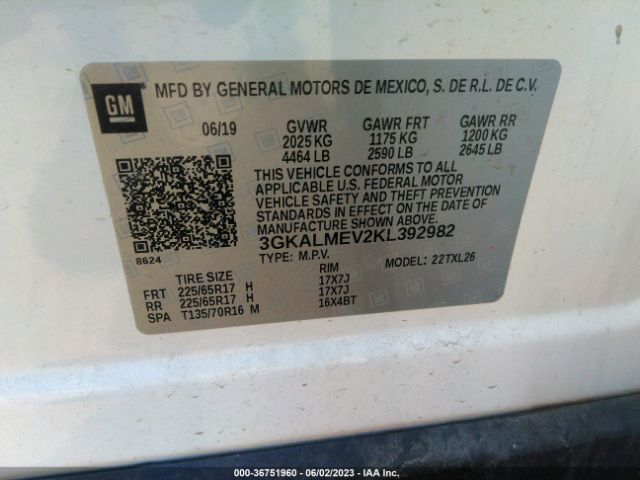 GM
MFD BY GENERAL MOTORS DE MEXICO, S. DE R.L. DE C.V.
06/19 GVWR GAWR FRT GAWR RR
2025 KG 1175 KG 1200 KG
4464 LB 2590 LB 2645 LB
THIS VEHICLE CONFORMS TO ALL
APPLICABLE U.S. FEDERAL MOTOR
VEHICLE SAFETY AND THEFT PREVENTION
STANDARDS IN EFFECT ON THE DATE OF
MANUFACTURE SHOWN ABOVE.
8624
3GKALMEV2KL392982
TYPE: M.P.V. MODEL: 22TXL26
TIRE SIZE RIM
FRT 225/65R17 H 17X7J
RR 225/65R17 H 17X7J
SPA T135/70R16 M 16X4BT
000-36751960 - 06/02/2023 - IAA Inc.